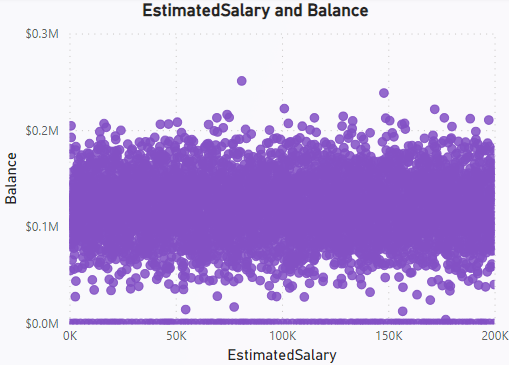 EstimatedSalary and Balance
$0.3M
$0.2M
$0.1M
$0.0M
Balance
0K 50K 100K 150K 200K
EstimatedSalary